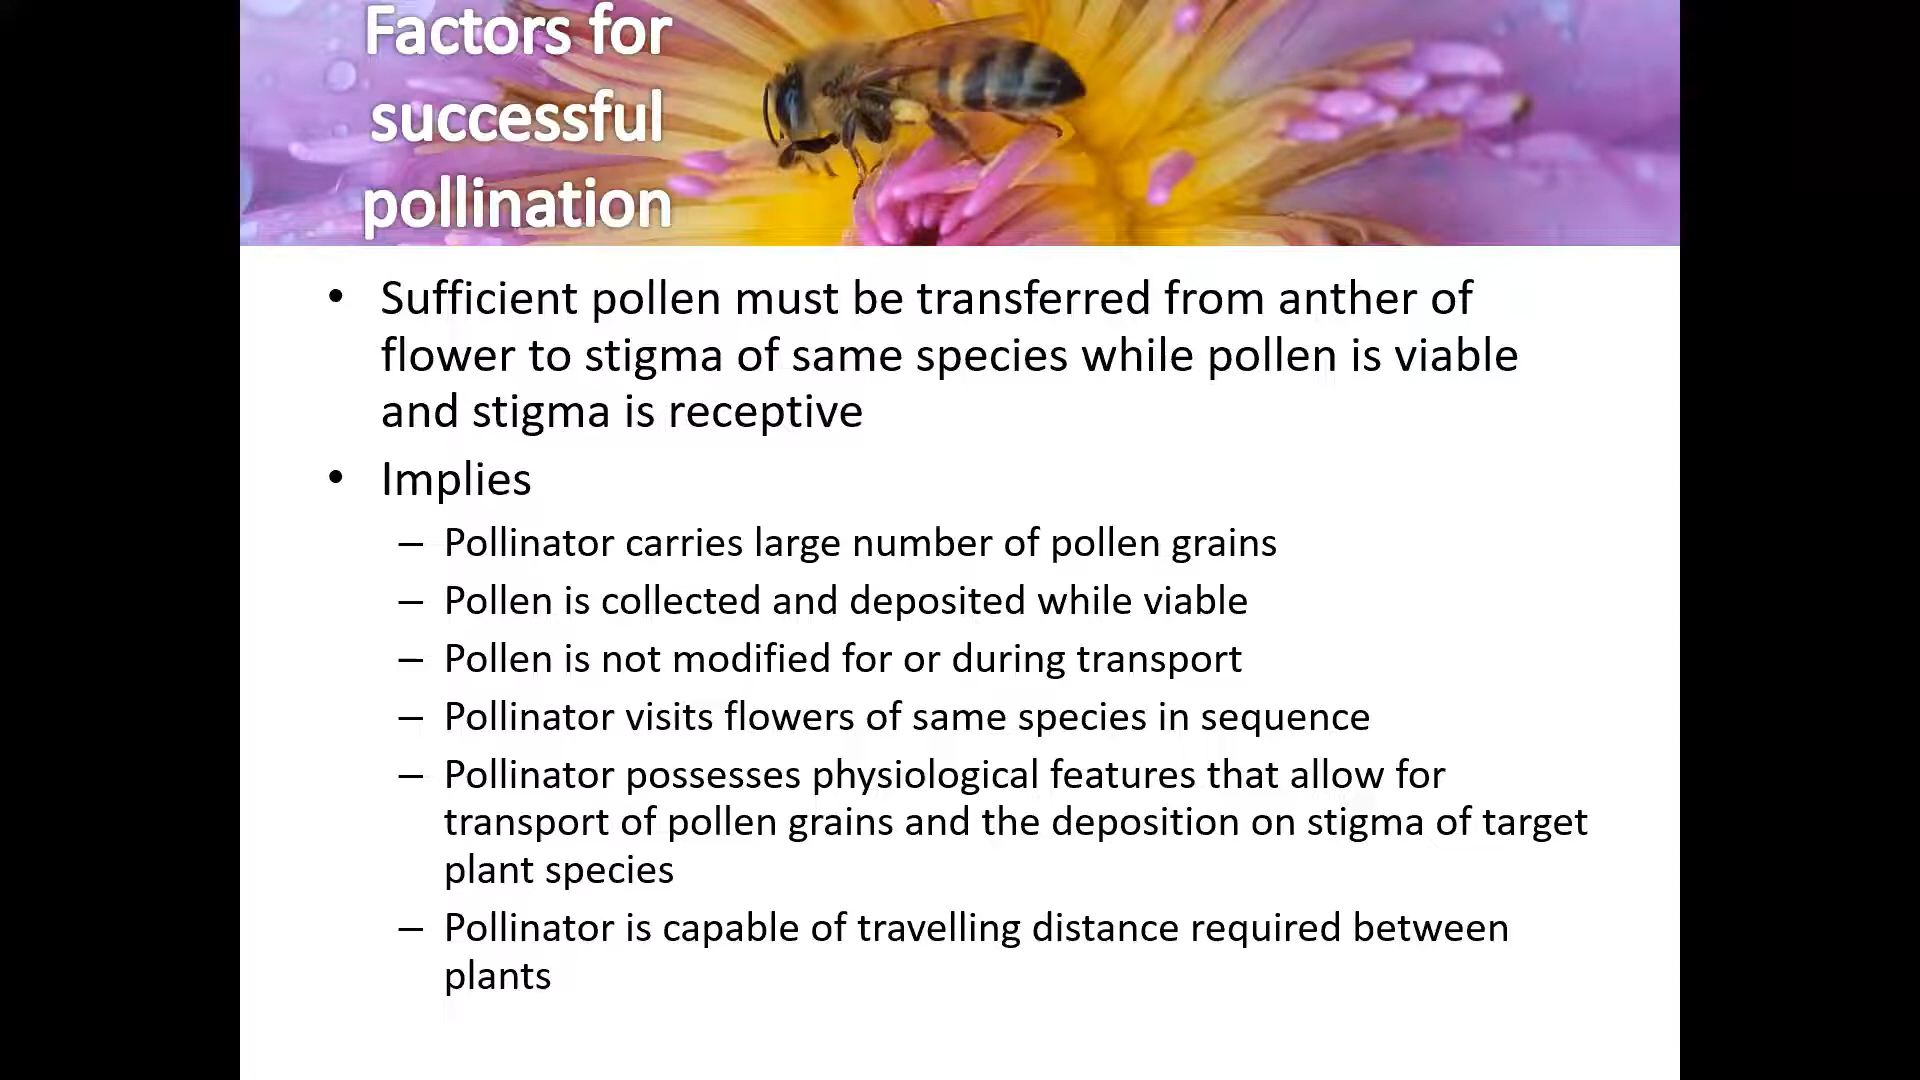 Factors for
successful
pollination
• Sufficient pollen must be transferred from anther of
flower to stigma of same species while pollen is viable
and stigma is receptive
• Implies
– Pollinator carries large number of pollen grains
– Pollen is collected and deposited while viable
– Pollen is not modified for or during transport
– Pollinator visits flowers of same species in sequence
– Pollinator possesses physiological features that allow for
transport of pollen grains and the deposition on stigma of target
plant species
– Pollinator is capable of travelling distance required between
plants